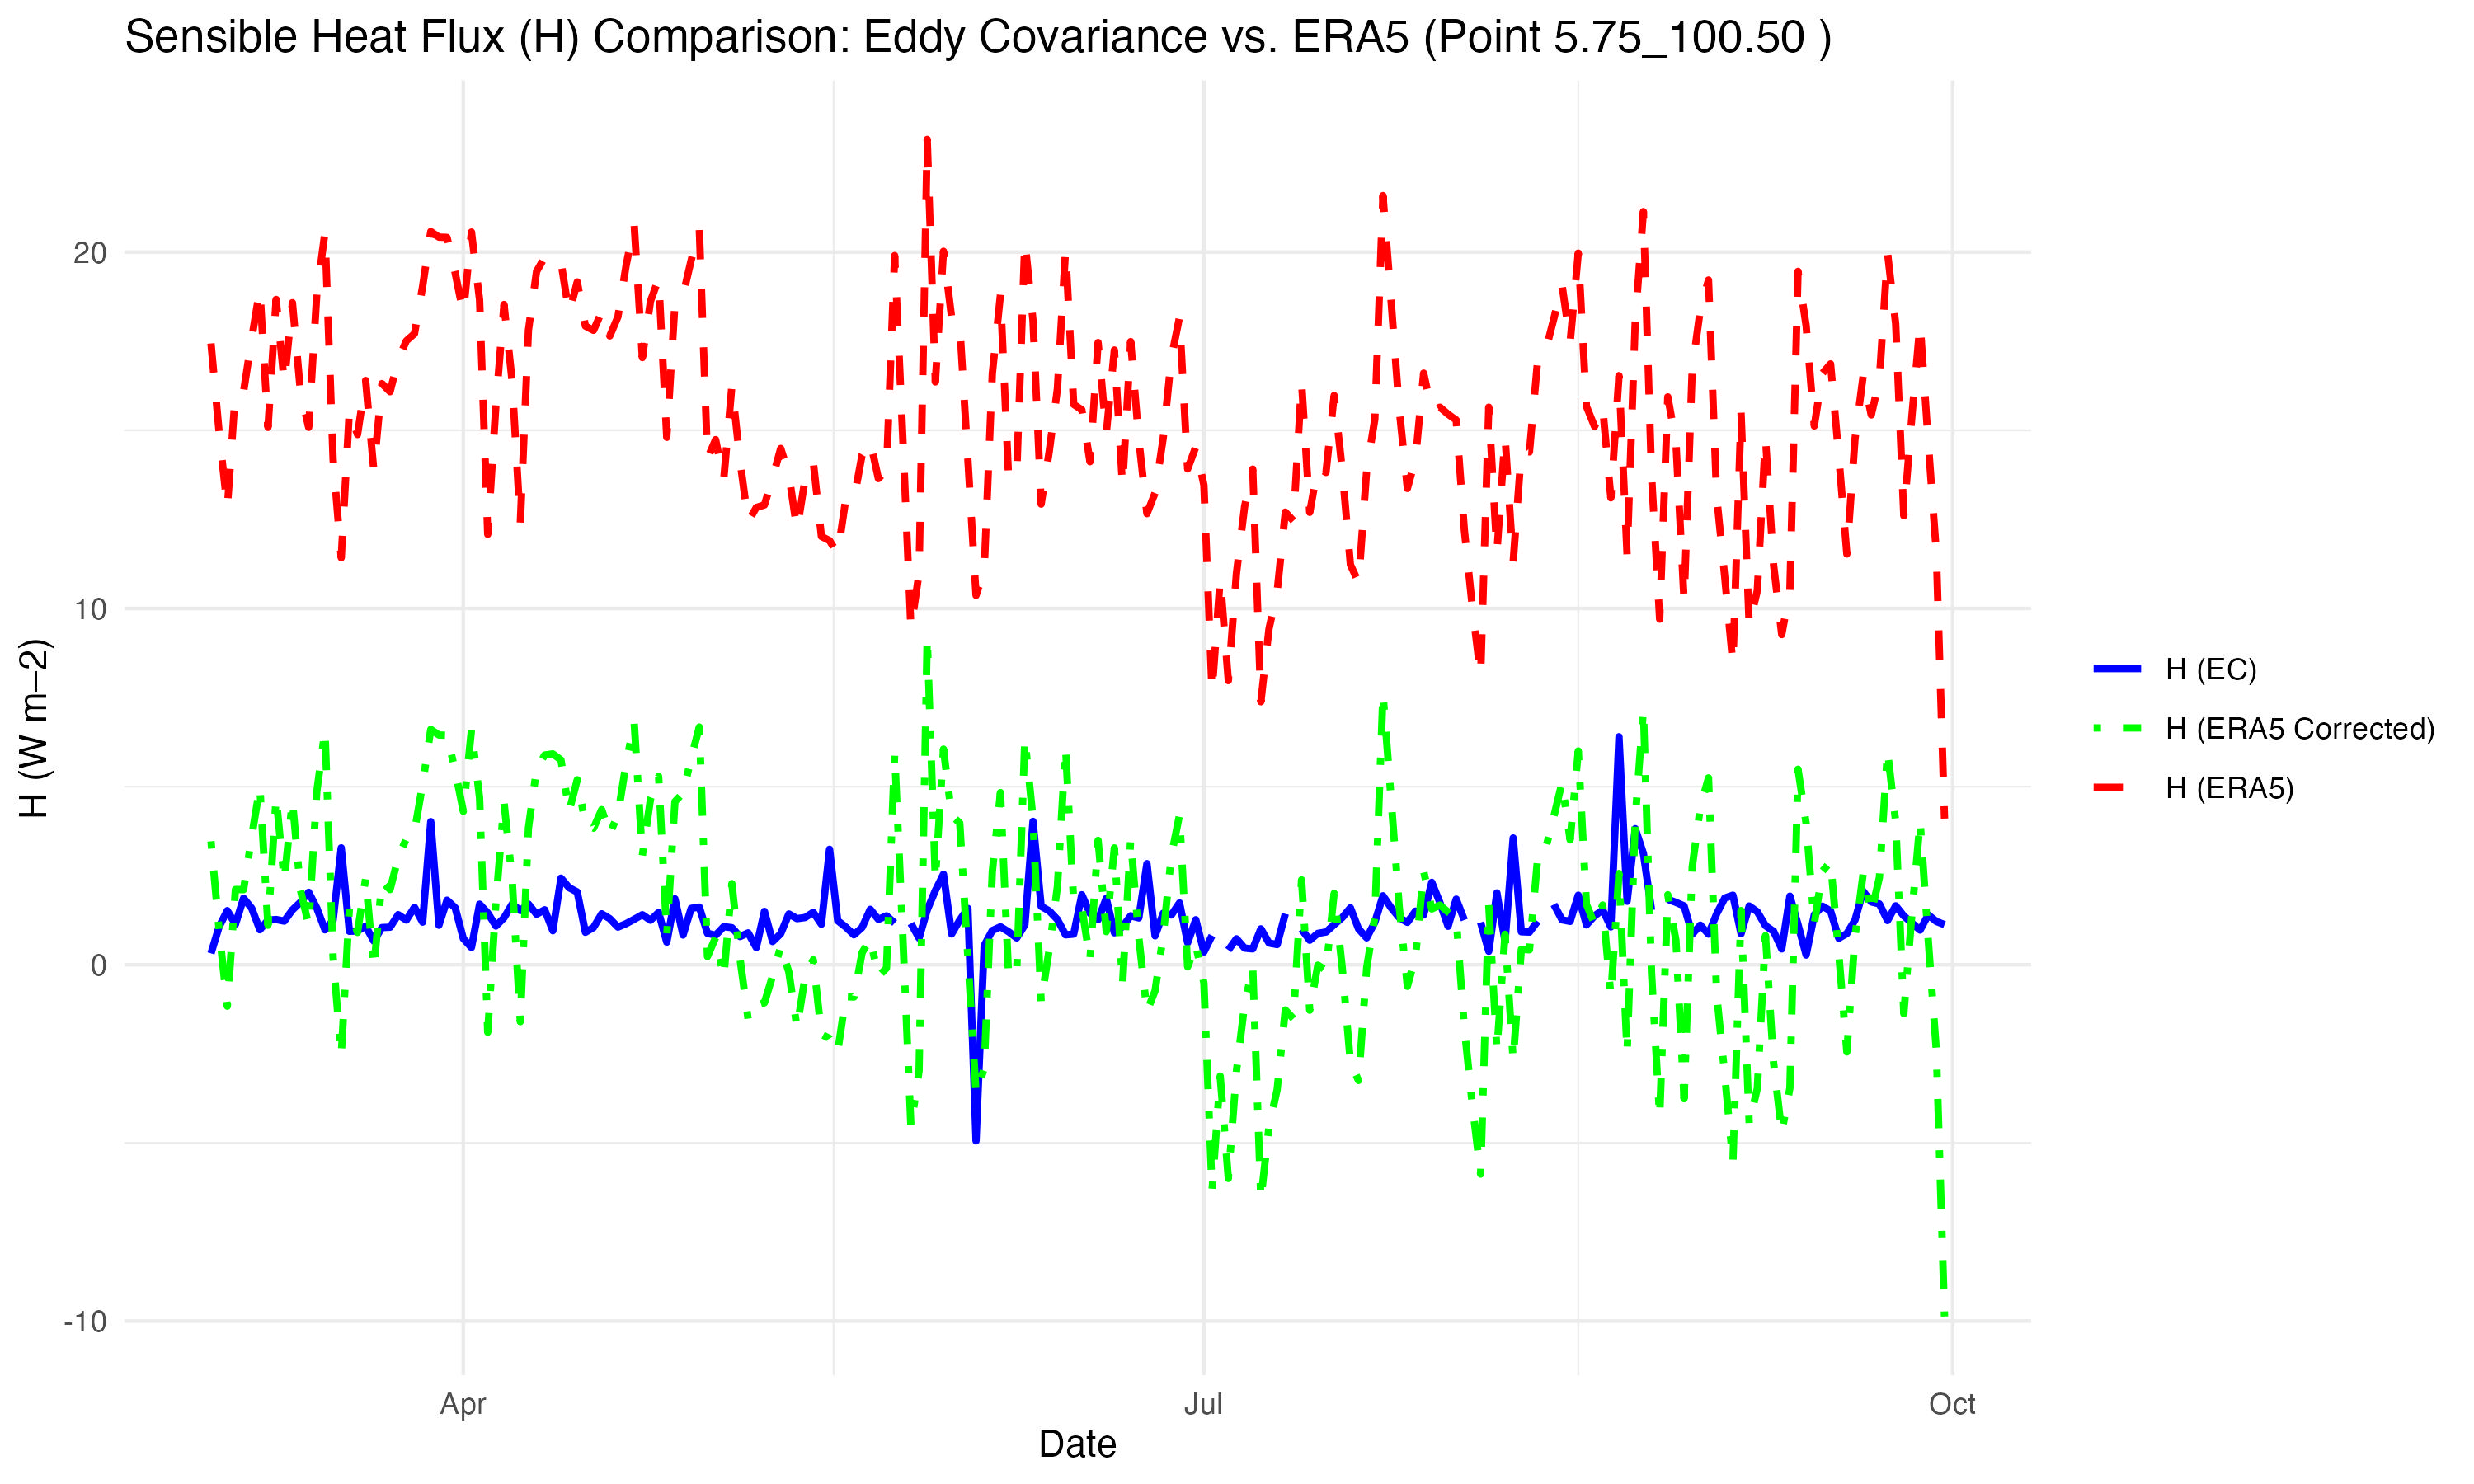 Sensible Heat Flux (H) Comparison: Eddy Covariance vs. ERA5 (Point 5.75_100.50 )
20
10
0
-10
H (W m−2)
Apr
Jul
Oct
Date
H (EC)
H (ERA5 Corrected)
H (ERA5)